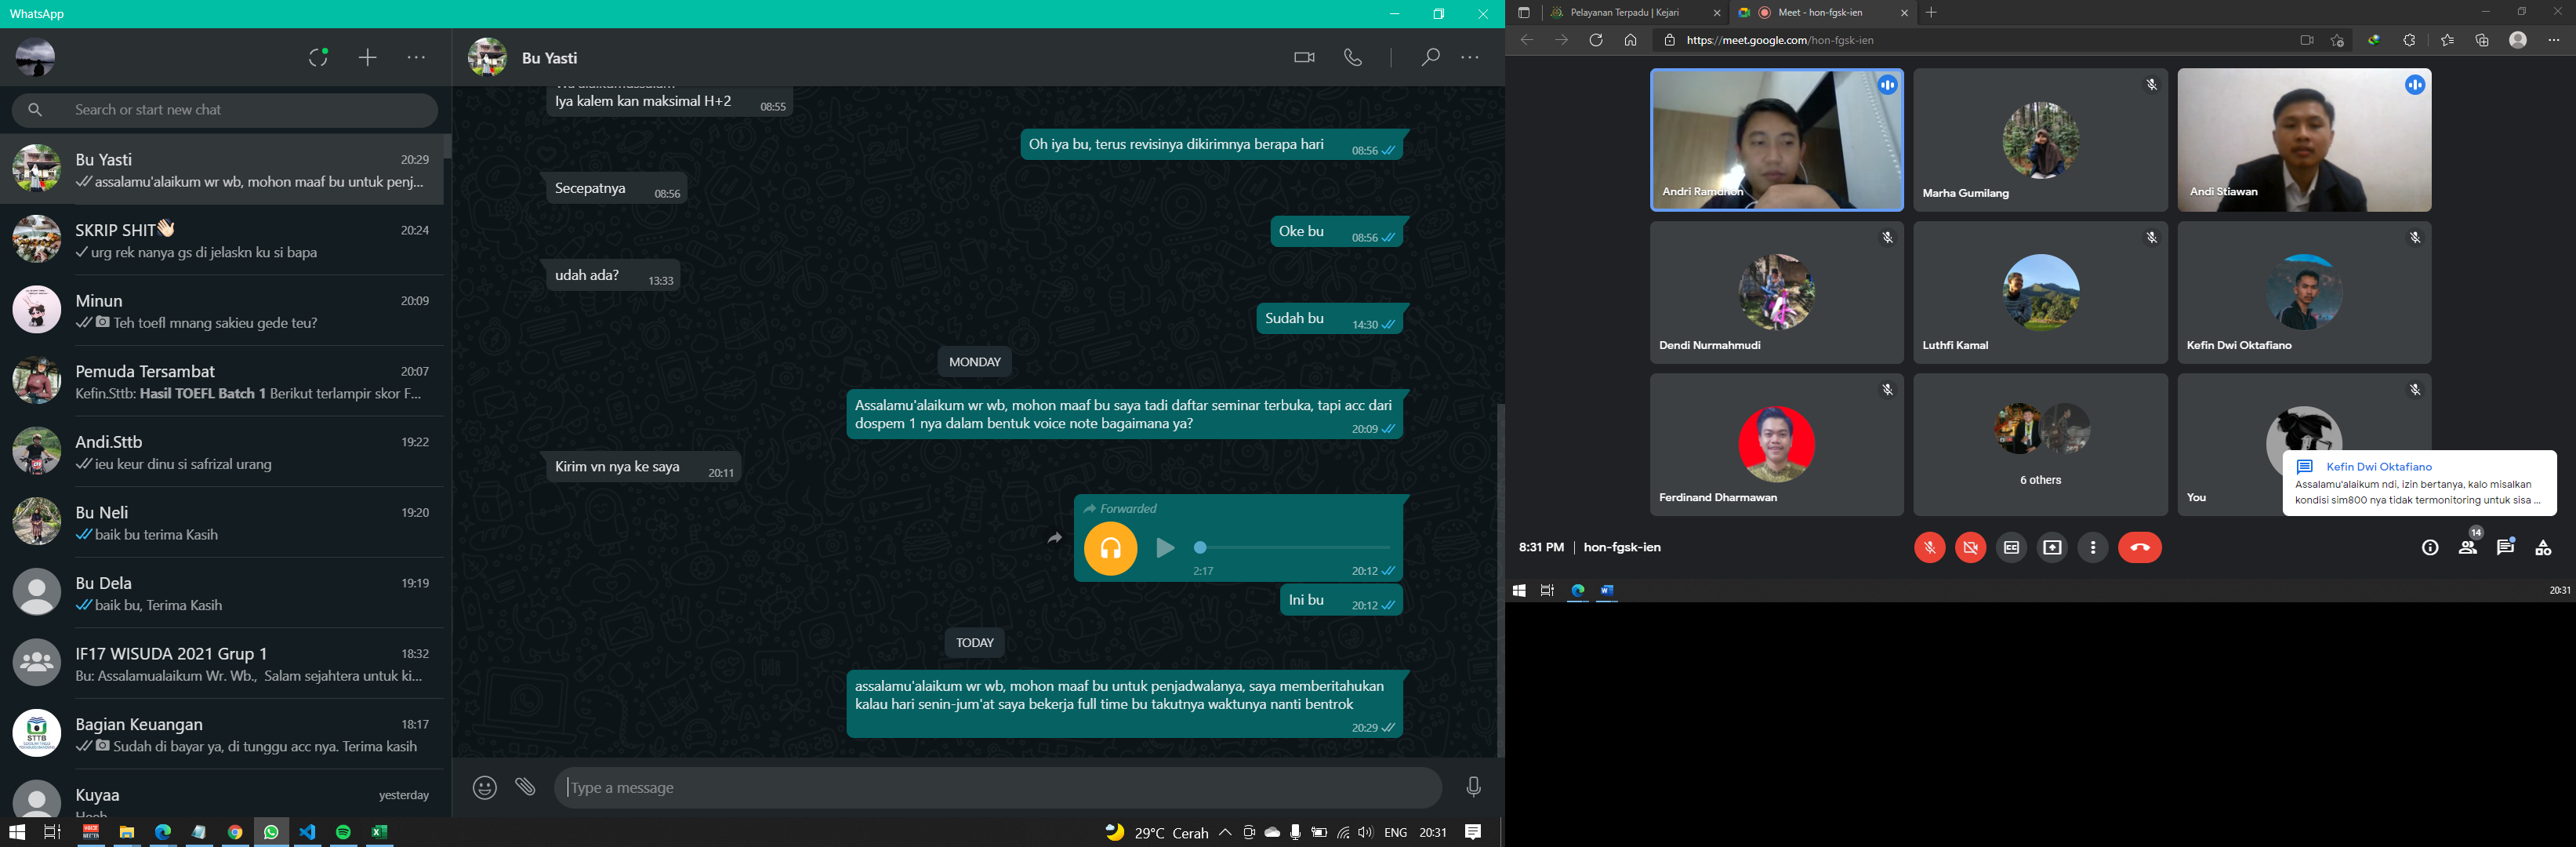 WhatsApp
Search or start new chat
Bu Yasti
20:29
assalamu'alaikum wr wb, mohon maaf bu untuk penj...
SKRIP SHIT👋🏻
20:24
urg rek nanya gs di jelaskn ku si bapa
Minun
20:09
Teh toefl mnang sakieu gede teu?
Pemuda Tersambat
20:07
Kefin.Sttb: Hasil TOEFL Batch 1 Berikut terlampir skor F...
Andi.Sttb
19:22
ieu keur dinu si safrizal urang
Bu Neli
19:20
baik bu terima Kasih
Bu Dela
19:19
baik bu, Terima Kasih
IF17 WISUDA 2021 Grup 1
18:32
Bu: Assalamualaikum Wr. Wb., Salam sejahtera untuk ki...
STTB
Bagian Keuangan
18:17
Sudah di bayar ya, di tunggu acc nya. Terima kasih
Kuyaa
yesterday
Heeh
Bu Yasti
Wa'alaikumussalam
Iya kalem kan maksimal H+2
08:55
Oh iya bu, terus revisinya dikirimnya berapa hari
08:56
Secepatnya
08:56
Oke bu
08:56
udah ada?
13:33
Sudah bu
14:30
MONDAY
Assalamu'alaikum wr wb, mohon maaf bu saya tadi daftar seminar terbuka, tapi acc dari
dospem 1 nya dalam bentuk voice note bagaimana ya?
20:09
Kirim vn nya ke saya
20:11
Forwarded
2:17
20:12
Ini bu
20:12
TODAY
assalamu'alaikum wr wb, mohon maaf bu untuk penjadwalanya, saya memberitahukan
kalau hari senin-jum'at saya bekerja full time bu takutnya waktunya nanti bentrok
20:29
Type a message
29°C Cerah
ENG
20:31
Pelayanan Terpadu | Kejari
Meet - hon-fgsk-ien
https://meet.google.com/hon-fgsk-ien
Andri Ramdhon
Marha Gumilang
Andi Stiawan
Dendi Nurmahmudi
Luthfi Kamal
Kefin Dwi Oktafiano
Ferdinand Dharmawan
6 others
You
Kefin Dwi Oktafiano
Assalamu'alaikum ndi, izin bertanya, kalo misalkan
kondisi sim800 nya tidak termonitoring untuk sisa ...
8:31 PM | hon-fgsk-ien
14
20:31